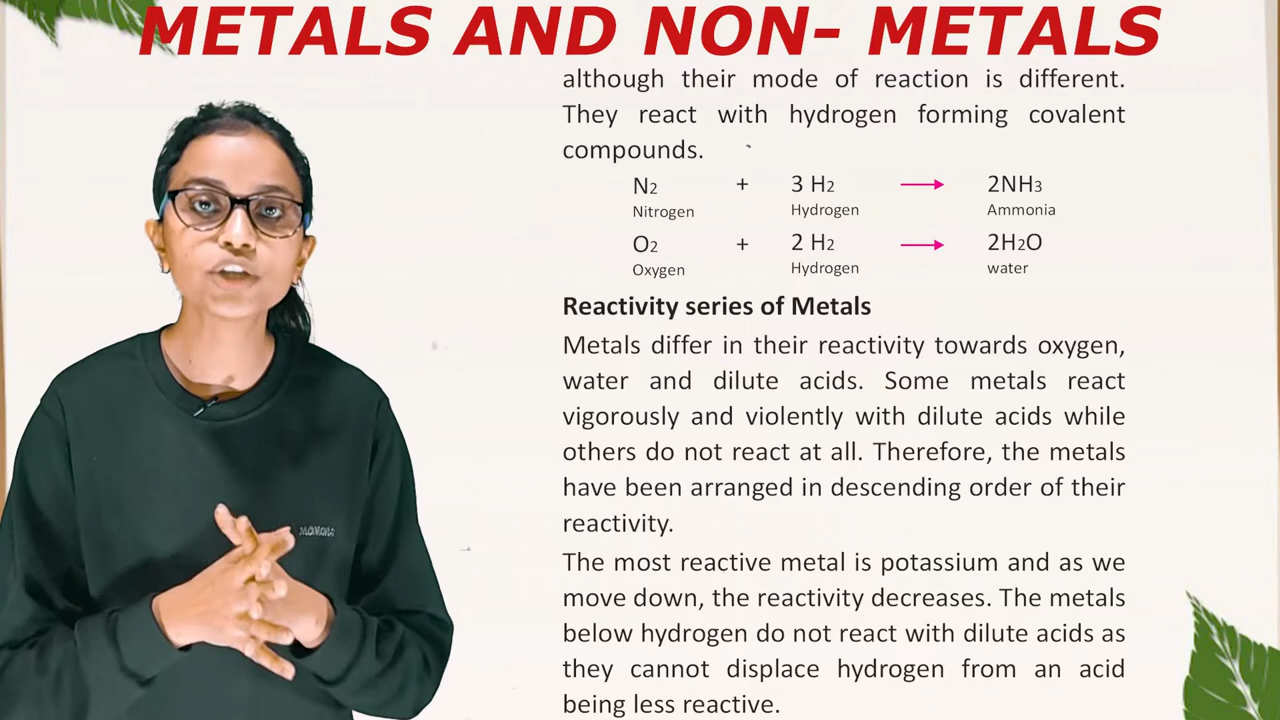 METALS AND NON- METALS
although their mode of reaction is different.
They react with hydrogen forming covalent
compounds.
N2 + 3 H2 → 2NH3
Nitrogen Hydrogen Ammonia
O2 + 2 H2 → 2H2O
Oxygen Hydrogen water
Reactivity series of Metals
Metals differ in their reactivity towards oxygen,
water and dilute acids. Some metals react
vigorously and violently with dilute acids while
others do not react at all. Therefore, the metals
have been arranged in descending order of their
reactivity.
The most reactive metal is potassium and as we
move down, the reactivity decreases. The metals
below hydrogen do not react with dilute acids as
they cannot displace hydrogen from an acid
being less reactive.